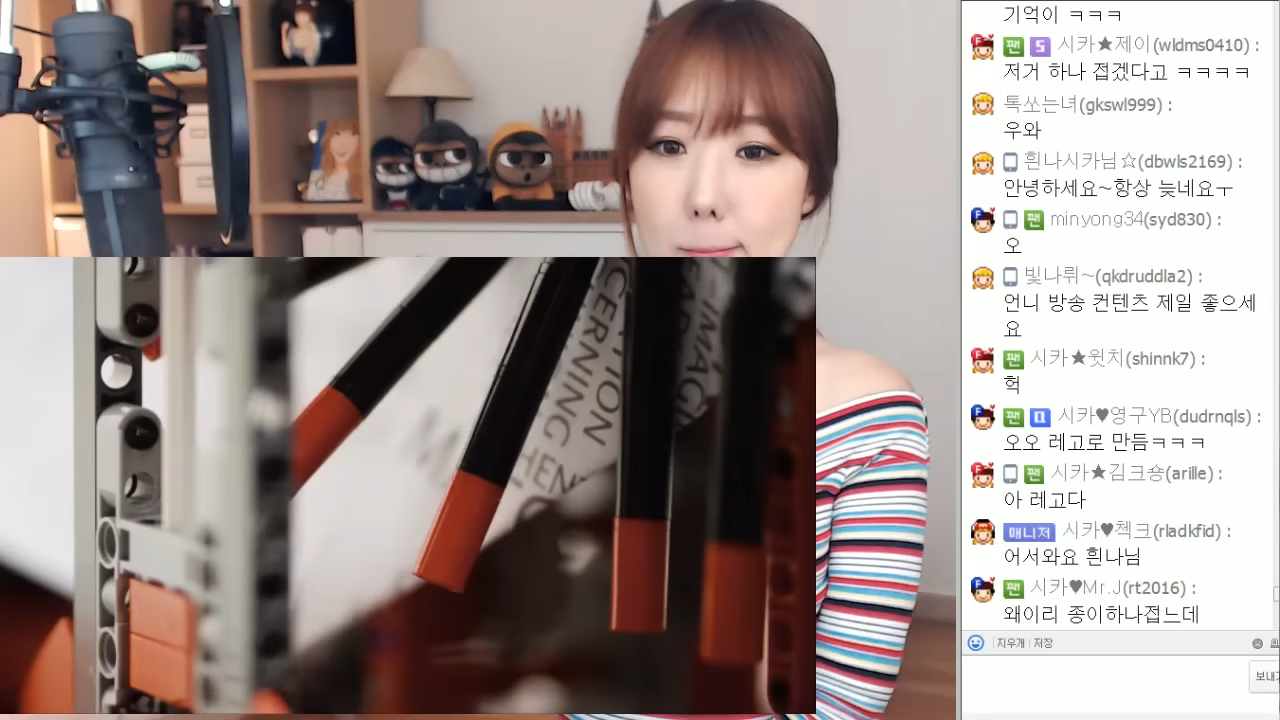 기억이 ㅋㅋㅋ
팬 S 시카★제이(wldms0410) :
저거 하나 접겠다고 ㅋㅋㅋㅋ
톡쏘는녀(gkswl999) :
우와
흰나시카님☆(dbwls2169) :
안녕하세요~항상 늦네요ㅜ
팬 minyong34(syd830) :
오
빛나뤼~(qkdruddla2) :
언니 방송 컨텐츠 제일 좋으세
요
팬 시카★윗치(shinnk7) :
헉
팬 시카♥영구YB(dudrnqls) :
오오 레고로 만듬ㅋㅋㅋ
팬 시카★김크숑(arille) :
아 레고다
매니저 시카♥첵크(rladkfid) :
어서와요 흰나님
팬 시카♥Mr.J(rt2016) :
왜이리 종이하나접느데
지우개 저장
CERNING